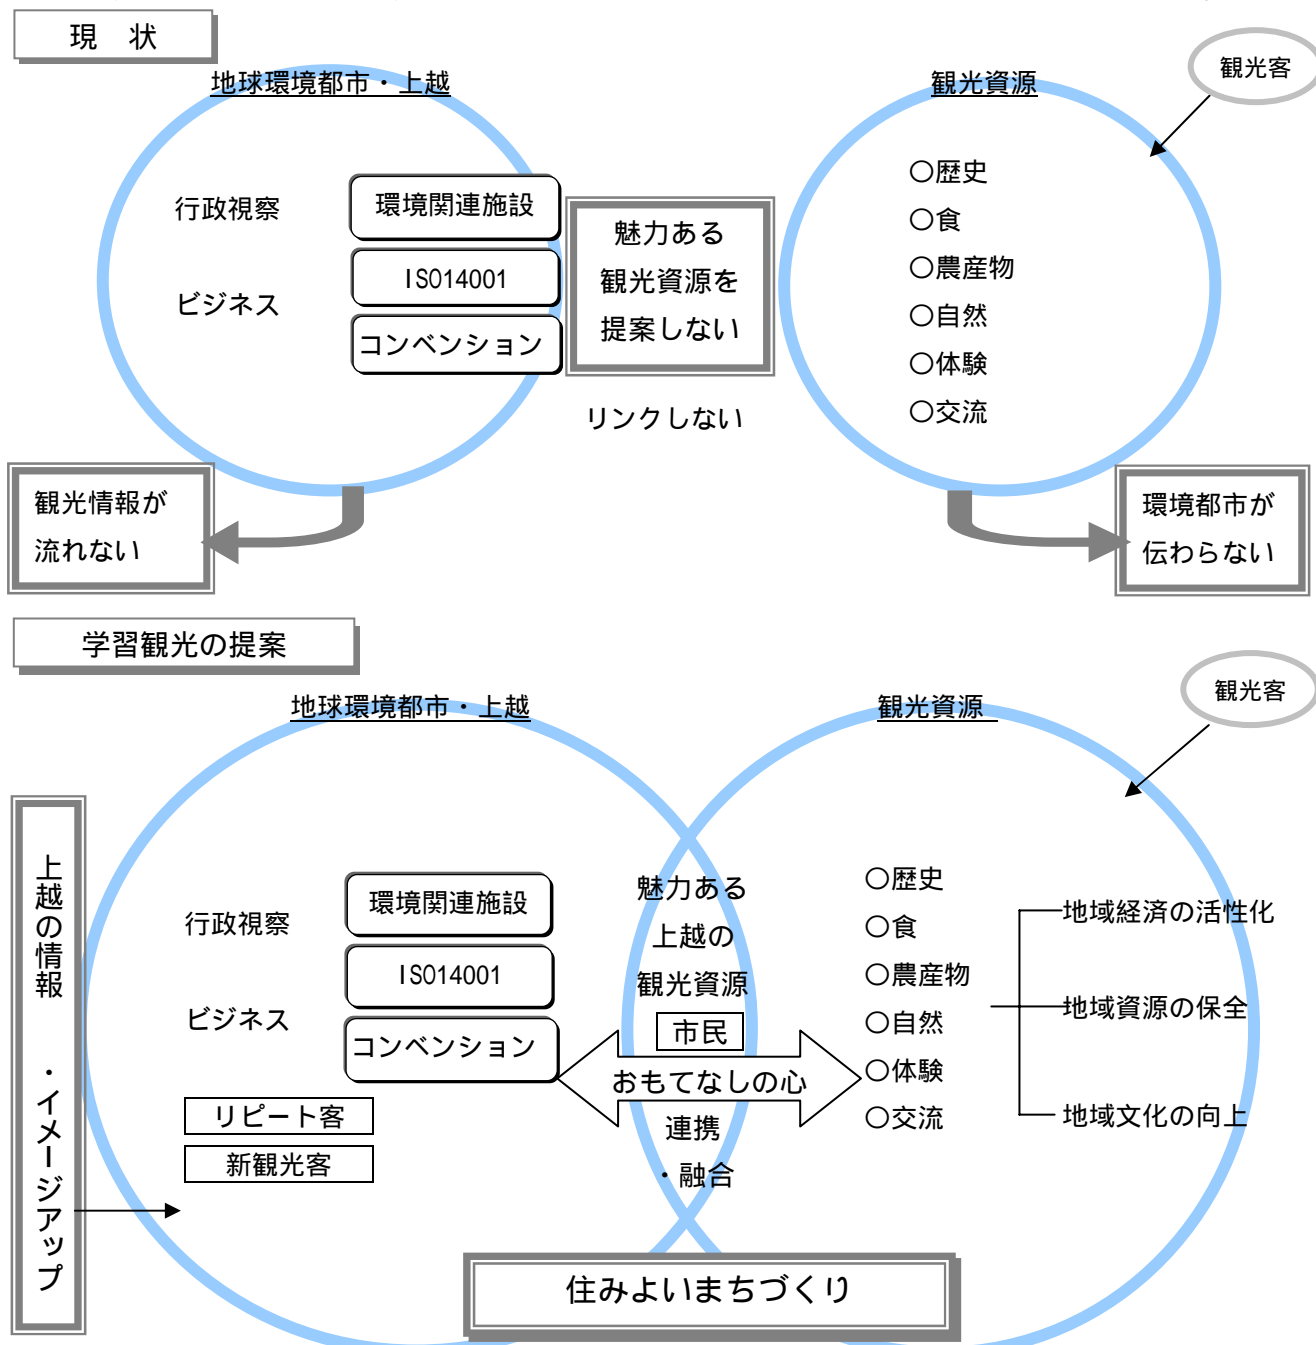 現 状
地球環境都市・上越
観光資源
観光客
行政視察
ビジネス
環境関連施設
ISO14001
コンベンション
魅力ある
観光資源を
提案しない
リンクしない
○歴史
○食
○農産物
○自然
○体験
○交流
観光情報が
流れない
環境都市が
伝わらない
学習観光の提案
地球環境都市・上越
観光資源
観光客
上越の情報・イメージアップ
行政視察
ビジネス
環境関連施設
ISO14001
コンベンション
リピート客
新観光客
魅力ある
上越の
観光資源
市民
おもてなしの心
連携
・融合
○歴史
○食
○農産物
○自然
○体験
○交流
地域経済の活性化
地域資源の保全
地域文化の向上
住みよいまちづくり